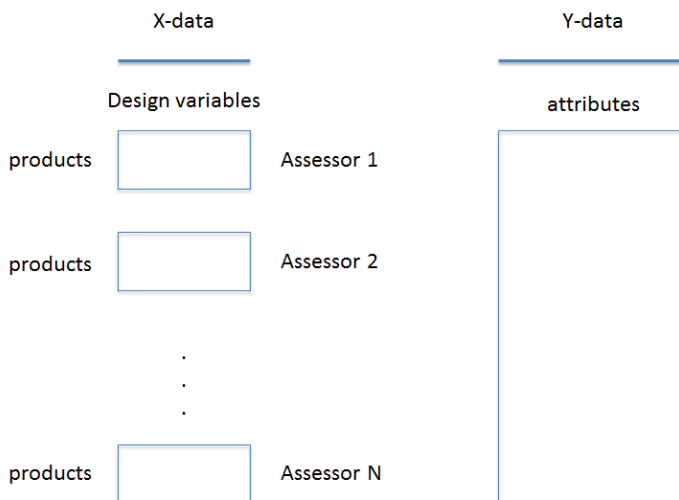 X-data
Y-data
Design variables
attributes
products
Assessor 1
products
Assessor 2
.
.
.
products
Assessor N